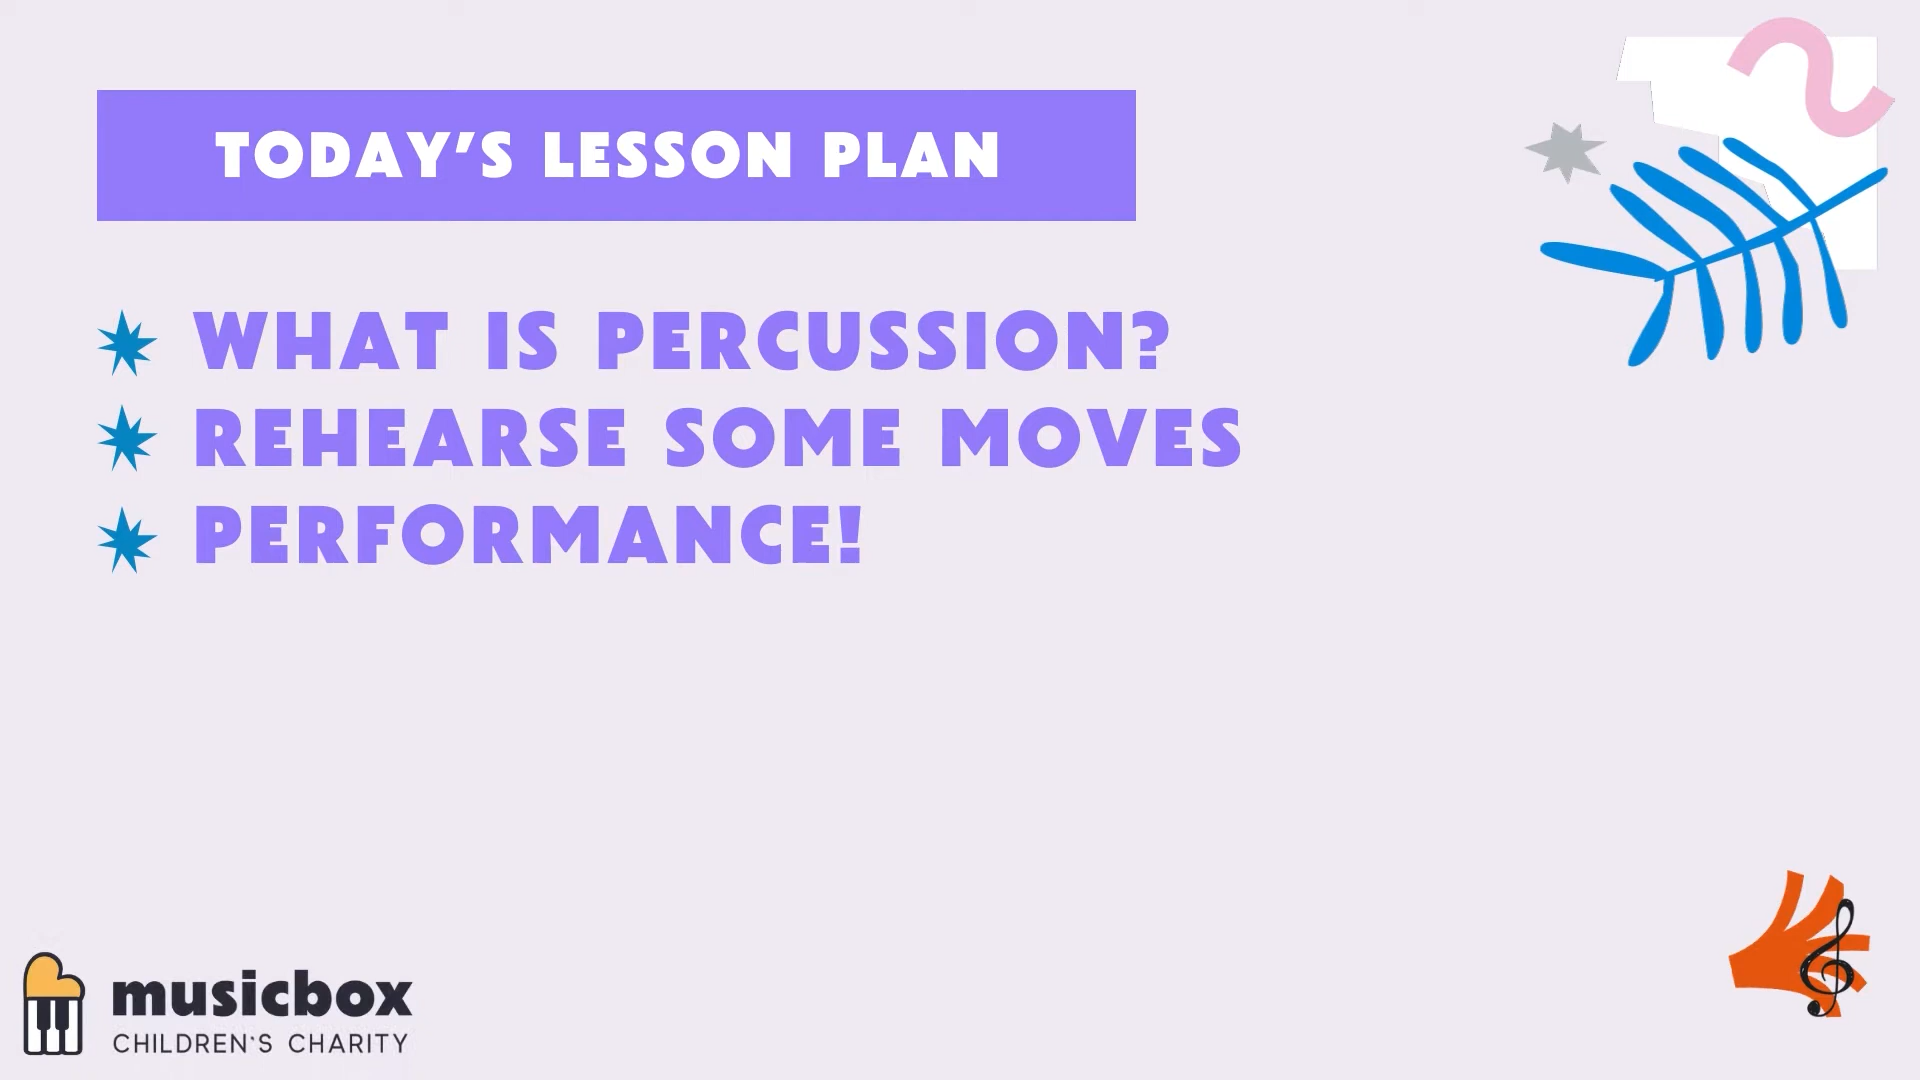 TODAY’S LESSON PLAN
WHAT IS PERCUSSION?
REHEARSE SOME MOVES
PERFORMANCE!
musicbox
CHILDREN'S CHARITY